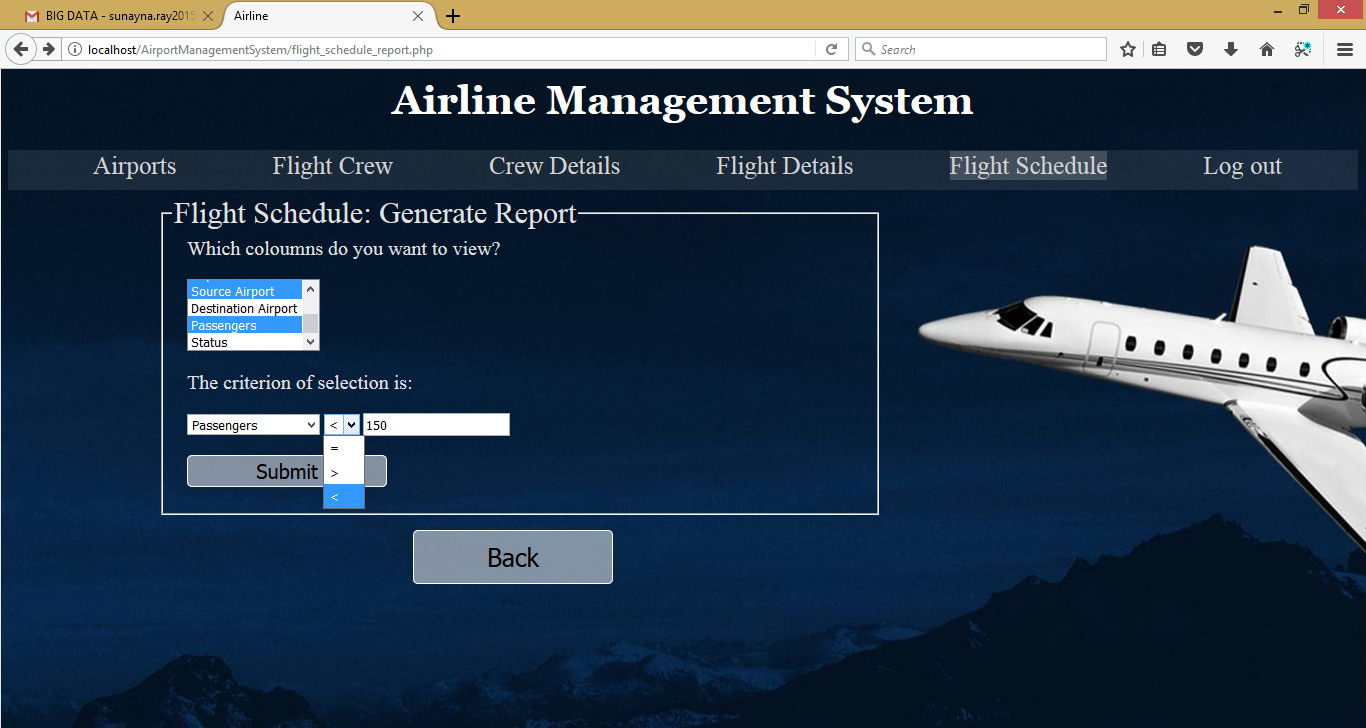 BIG DATA - sunayna.ray2015
Airline
localhost/AirportManagementSystem/flight_schedule_report.php
Search
Airline Management System
Airports Flight Crew Crew Details Flight Details Flight Schedule Log out
Flight Schedule: Generate Report
Which coloumns do you want to view?
Source Airport
Destination Airport
Passengers
Status
The criterion of selection is:
Passengers < 150
=
Submit >
<
Back